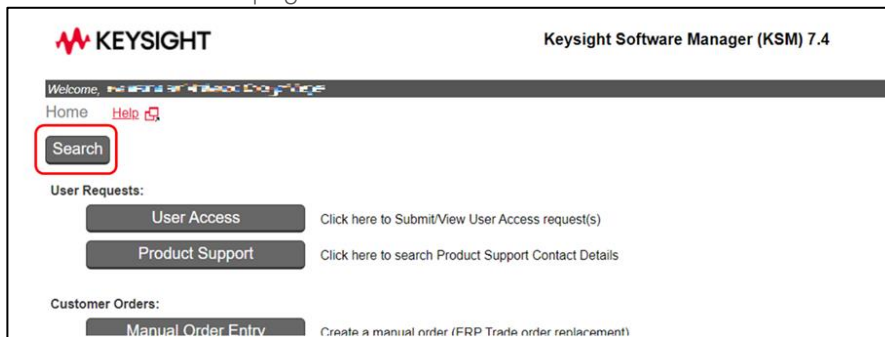 KEYSIGHT
Keysight Software Manager (KSM) 7.4
Welcome,
Home Help
Search
User Requests:
User Access Click here to Submit/View User Access request(s)
Product Support Click here to search Product Support Contact Details
Customer Orders:
Manual Order Entry Create a manual order (ERP Trade order replacement)